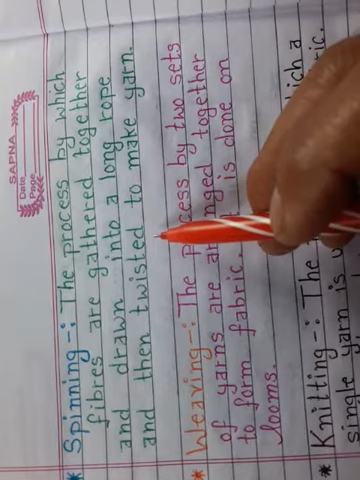 SAPNA
Date
Page
* Spinning -: The process by which
fibres are gathered together
and drawn into a long rope
and then twisted to make yarn.
* Weaving -: The process by two sets
of yarns are arranged together
to form fabric. is done on
looms.
* Knitting -: The hich a
single yarn is ric.